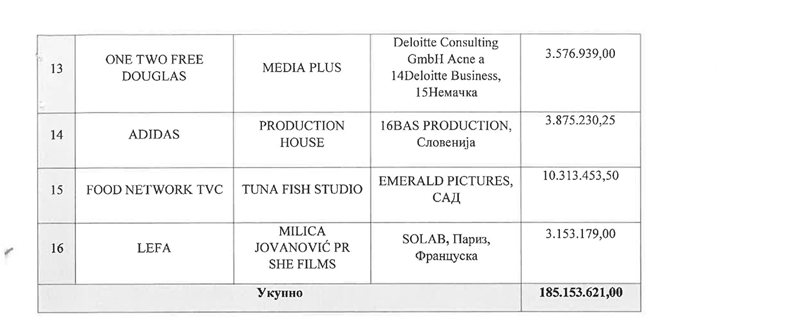 13
ONE TWO FREE
DOUGLAS
MEDIA PLUS
Deloitte Consulting
GmbH Acne a
14Deloitte Business,
15Немачка
3.576.939,00
14
ADIDAS
PRODUCTION
HOUSE
16BAS PRODUCTION,
Словенија
3.875.230,25
15
FOOD NETWORK TVC
TUNA FISH STUDIO
EMERALD PICTURES,
САД
10.313.453,50
16
LEFA
MILICA
JOVANOVIĆ PR
SHE FILMS
SOLAB, Париз,
Француска
3.153.179,00
Укупно
185.153.621,00